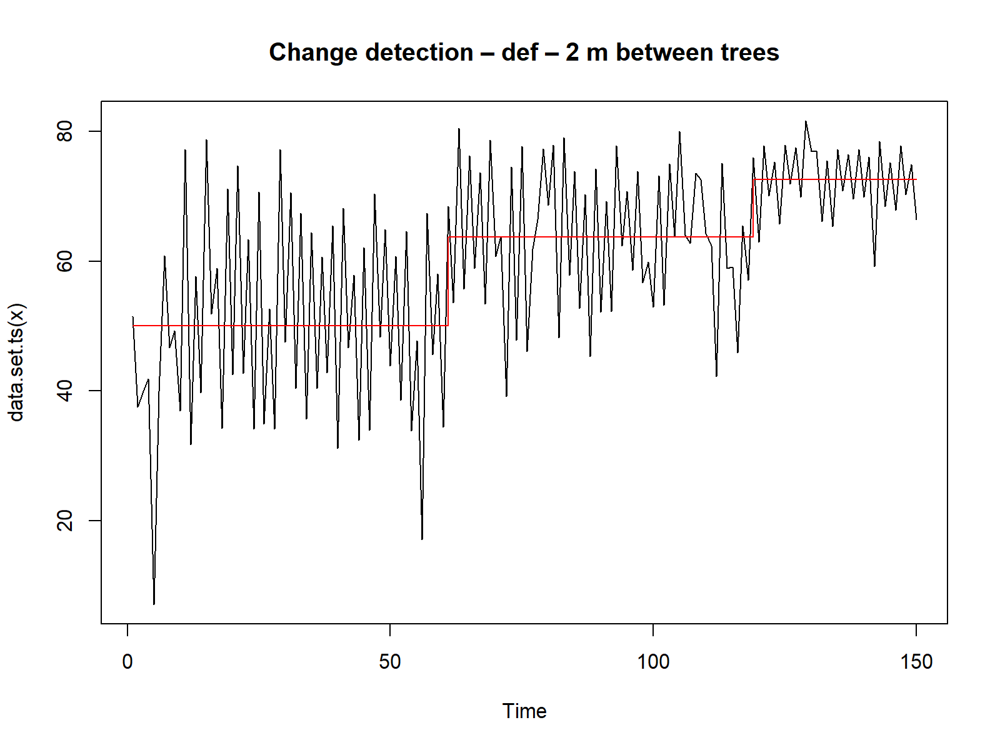 Change detection – def – 2 m between trees
data.set.ts(x)
80
60
40
20
0 50 100 150
Time